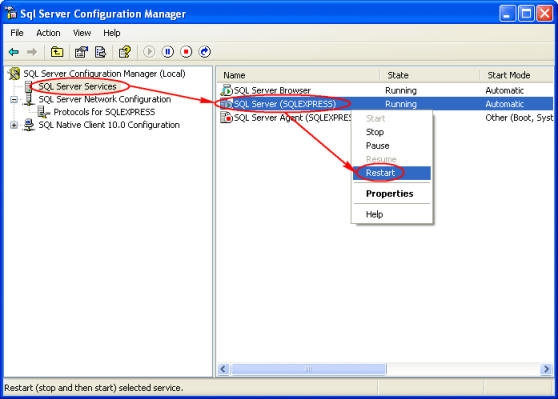 Sql Server Configuration Manager
File Action View Help
SQL Server Configuration Manager (Local)
SQL Server Services
SQL Server Network Configuration
Protocols for SQLEXPRESS
SQL Native Client 10.0 Configuration
Name State Start Mode
SQL Server Browser Running Automatic
SQL Server (SQLEXPRESS) Running Automatic
SQL Server Agent (SQLEXPRES Other (Boot, Syst
Start
Stop
Pause
Resume
Restart
Properties
Help
Restart (stop and then start) selected service.